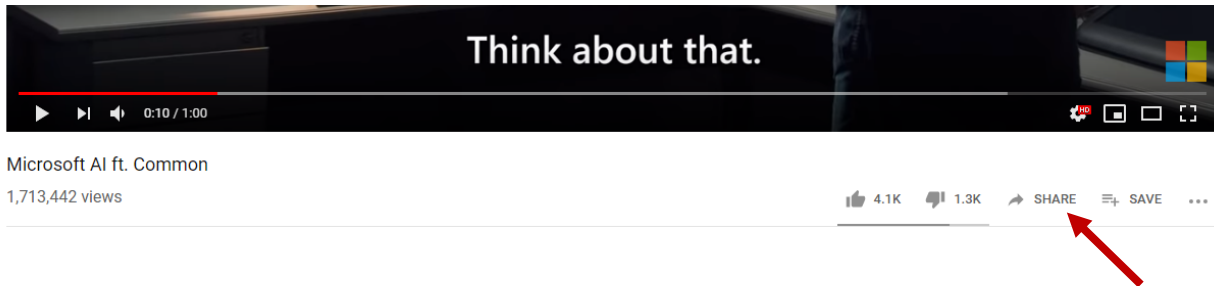 Think about that.
0:10 / 1:00
HD
Microsoft AI ft. Common
1,713,442 views
4.1K 1.3K SHARE SAVE